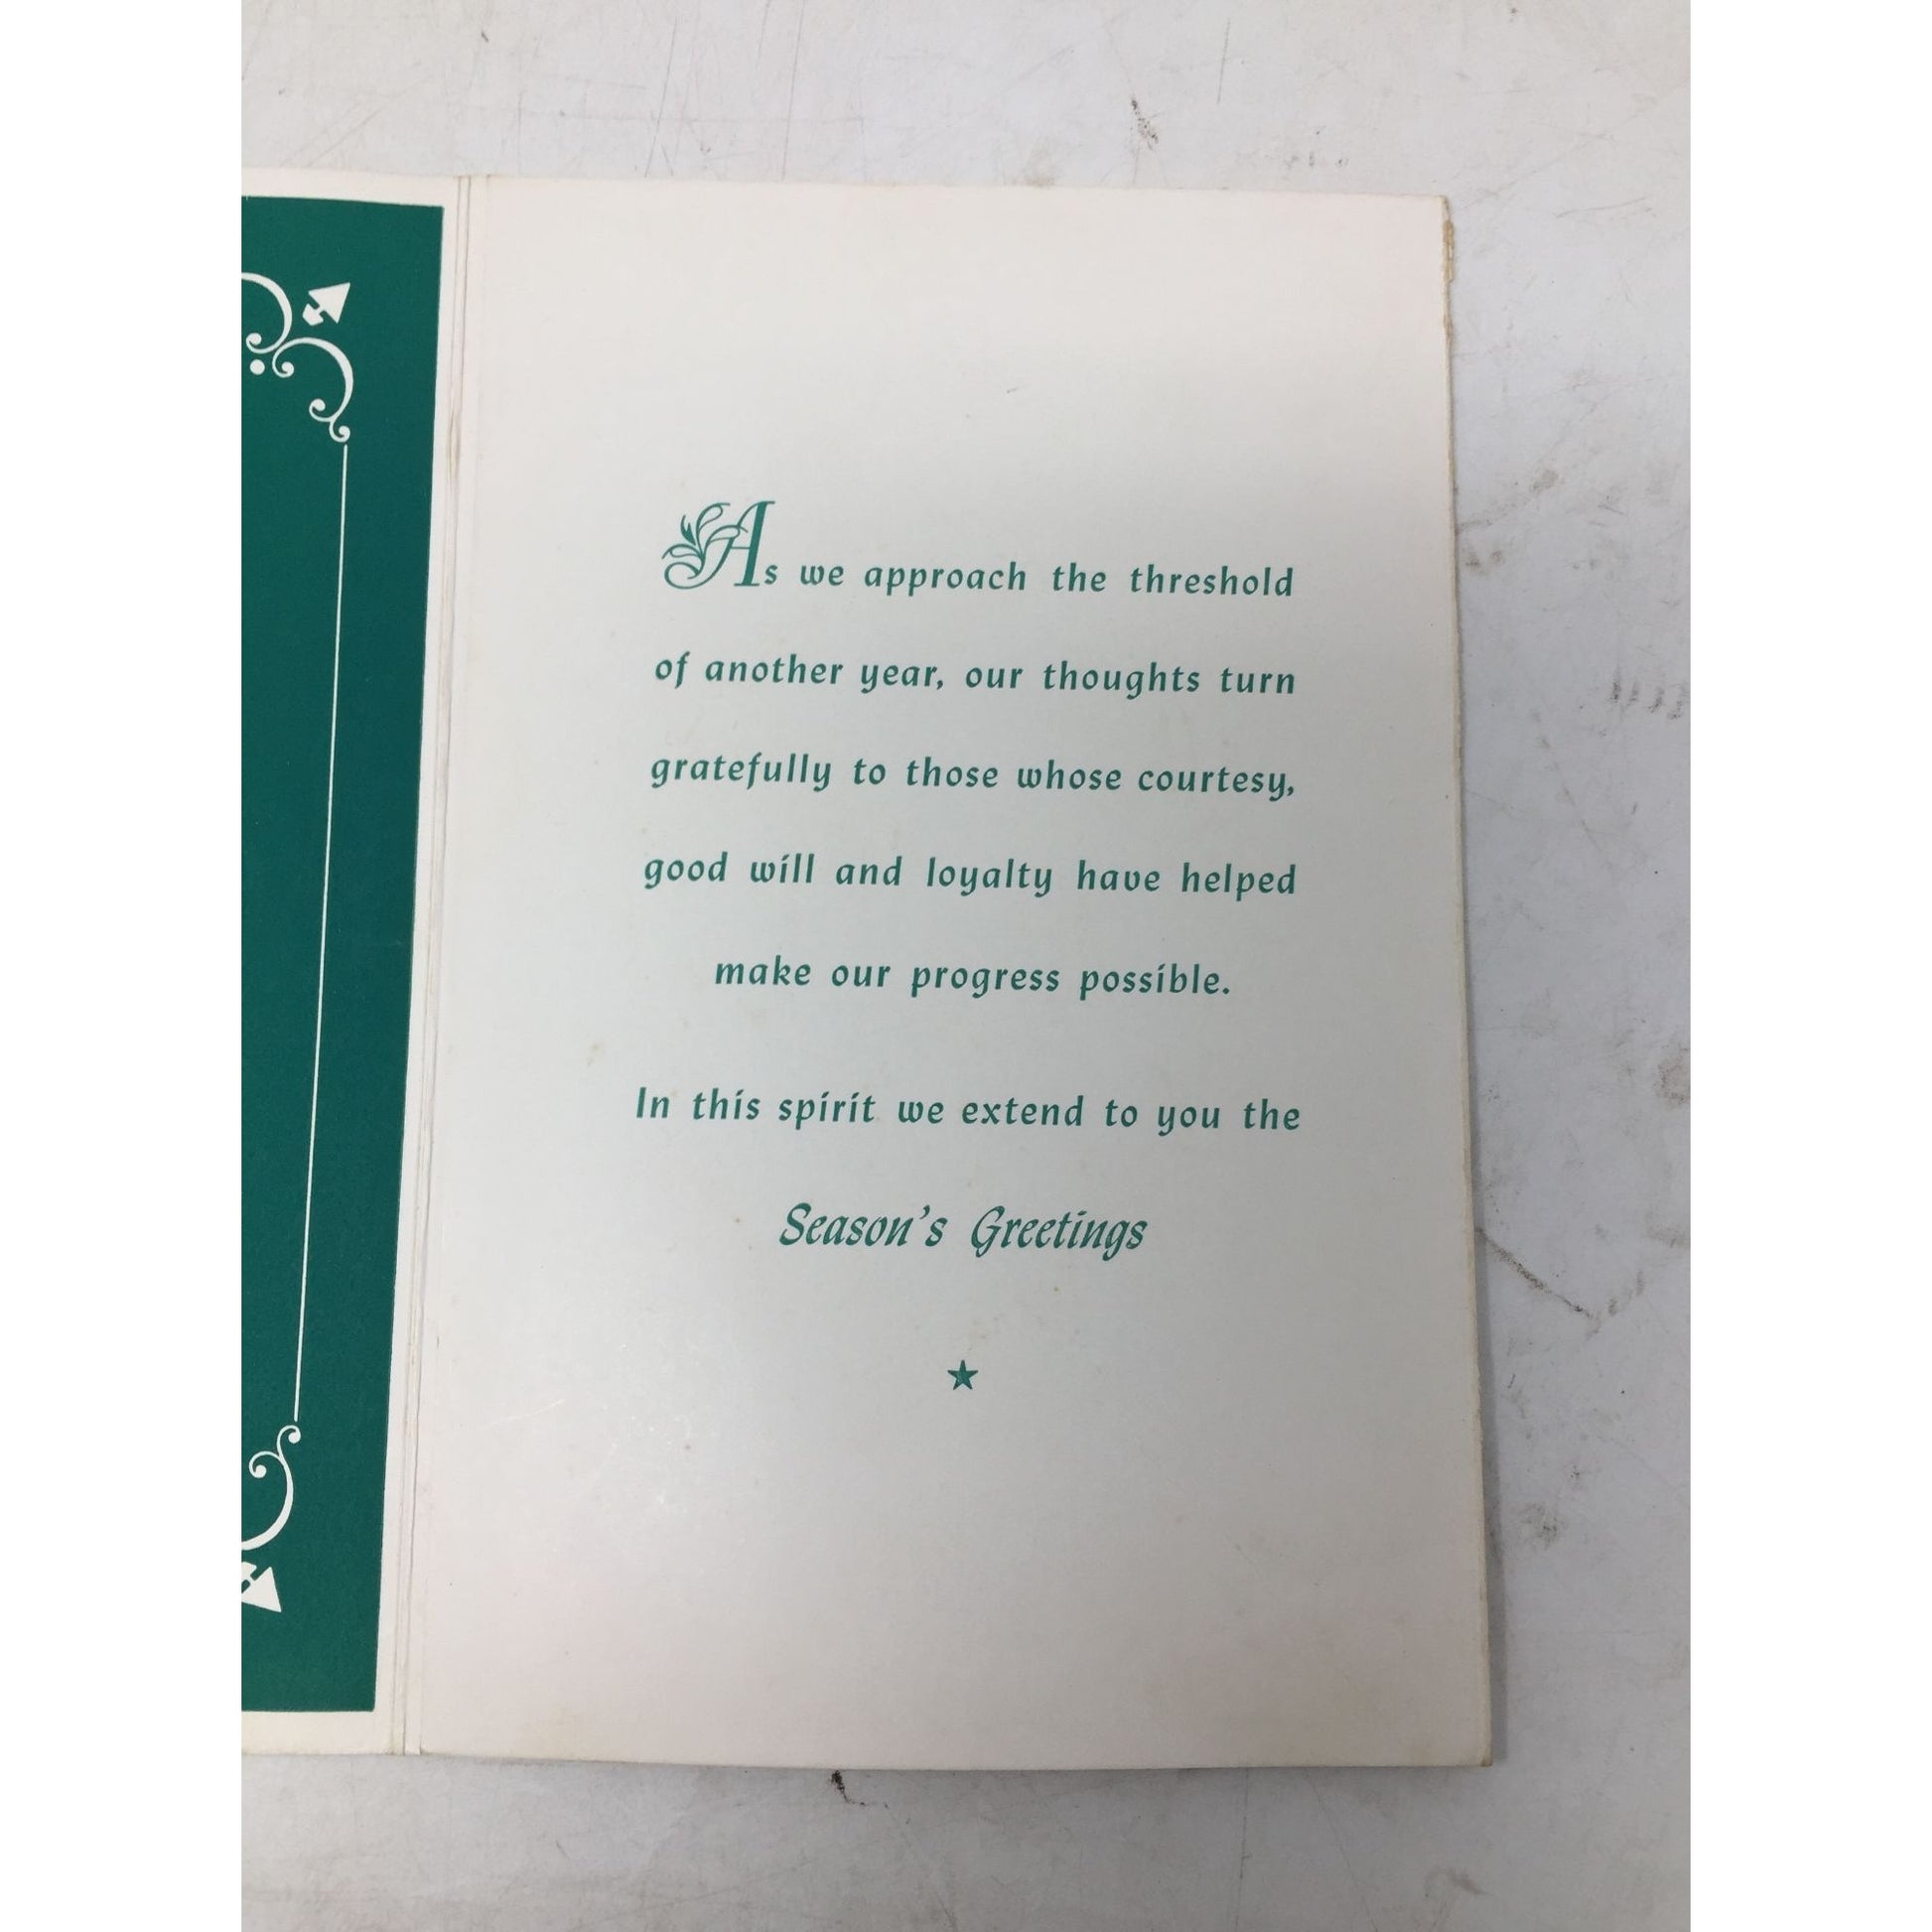 As we approach the threshold
of another year, our thoughts turn
gratefully to those whose courtesy,
good will and loyalty have helped
make our progress possible.
In this spirit we extend to you the
Season's Greetings